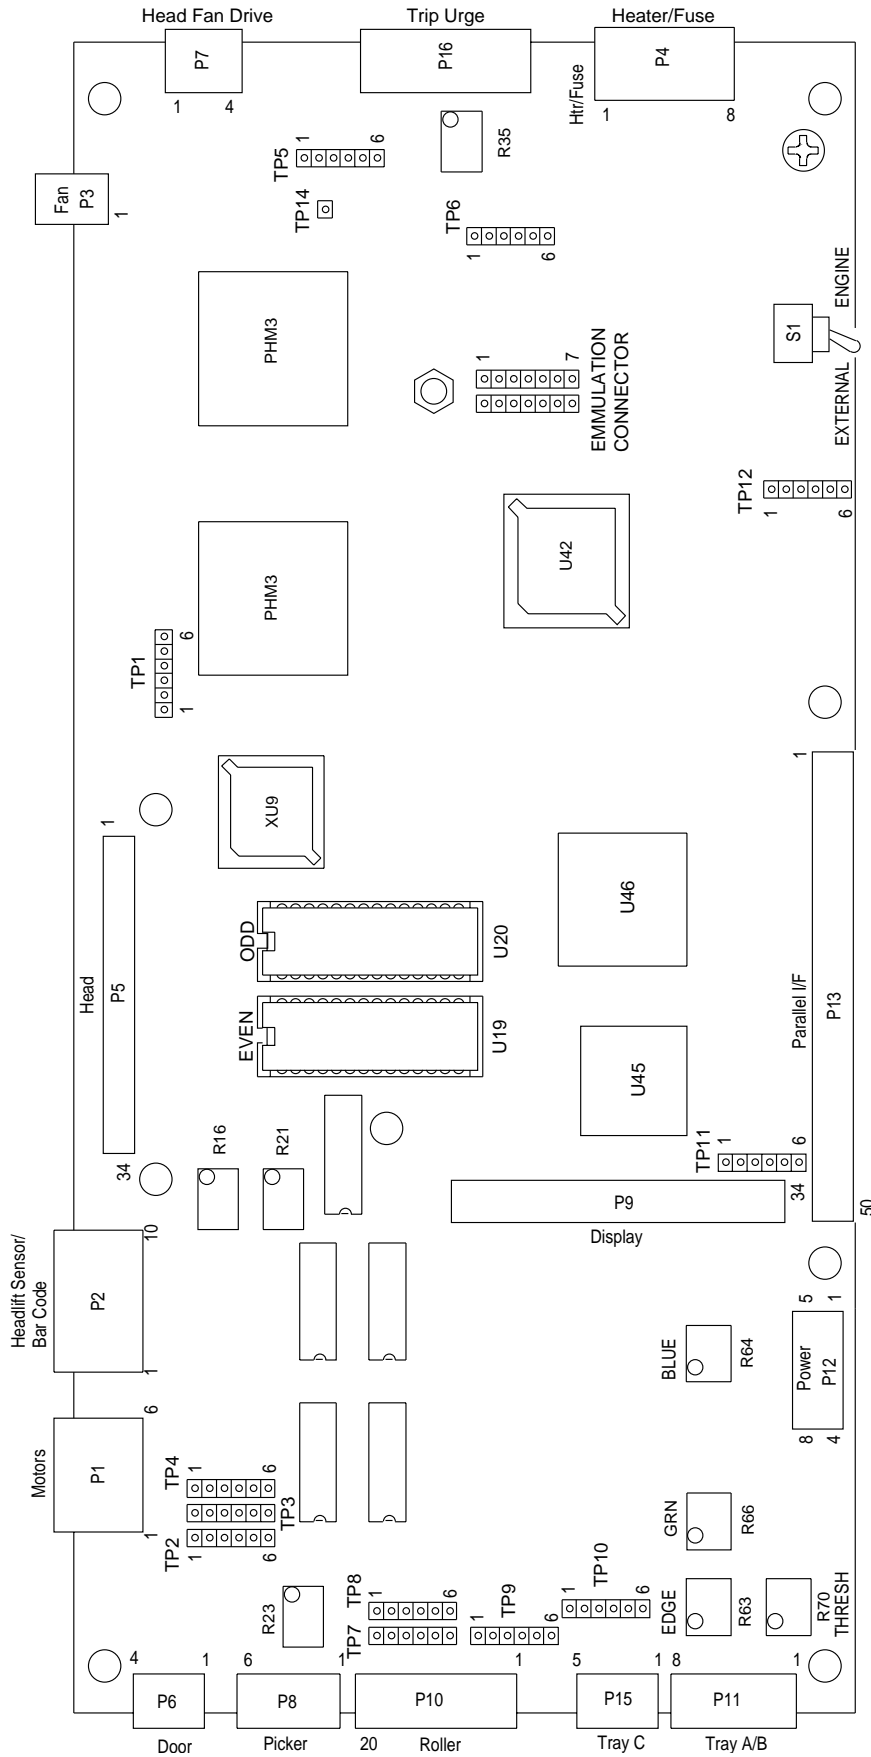 Head Fan Drive
Trip Urge
Heater/Fuse
P7
P16
P4
1
4
Htr/Fuse
1
8
Fan
P3
1
TP5
1
6
R35
TP14
TP6
1
6
PHM3
S1
EXTERNAL
ENGINE
1
7
EMMULATION
CONNECTOR
TP12
1
6
U42
PHM3
TP1
6
1
XU9
1
Head
P5
34
ODD
U20
EVEN
U19
U46
U45
1
Parallel I/F
P13
50
TP11
1
6
34
P9
Display
R16
R21
Headlift Sensor/
Bar Code
10
P2
1
Motors
6
P1
1
TP4
1
6
TP3
TP2
1
6
BLUE
R64
5
1
Power
P12
8
4
GRN
R66
EDGE
R63
R70
THRESH
R23
TP8
1
6
TP7
TP9
1
6
TP10
1
6
4
1
P6
Door
6
1
P8
Picker
1
P10
20
Roller
5
1
P15
Tray C
8
1
P11
Tray A/B